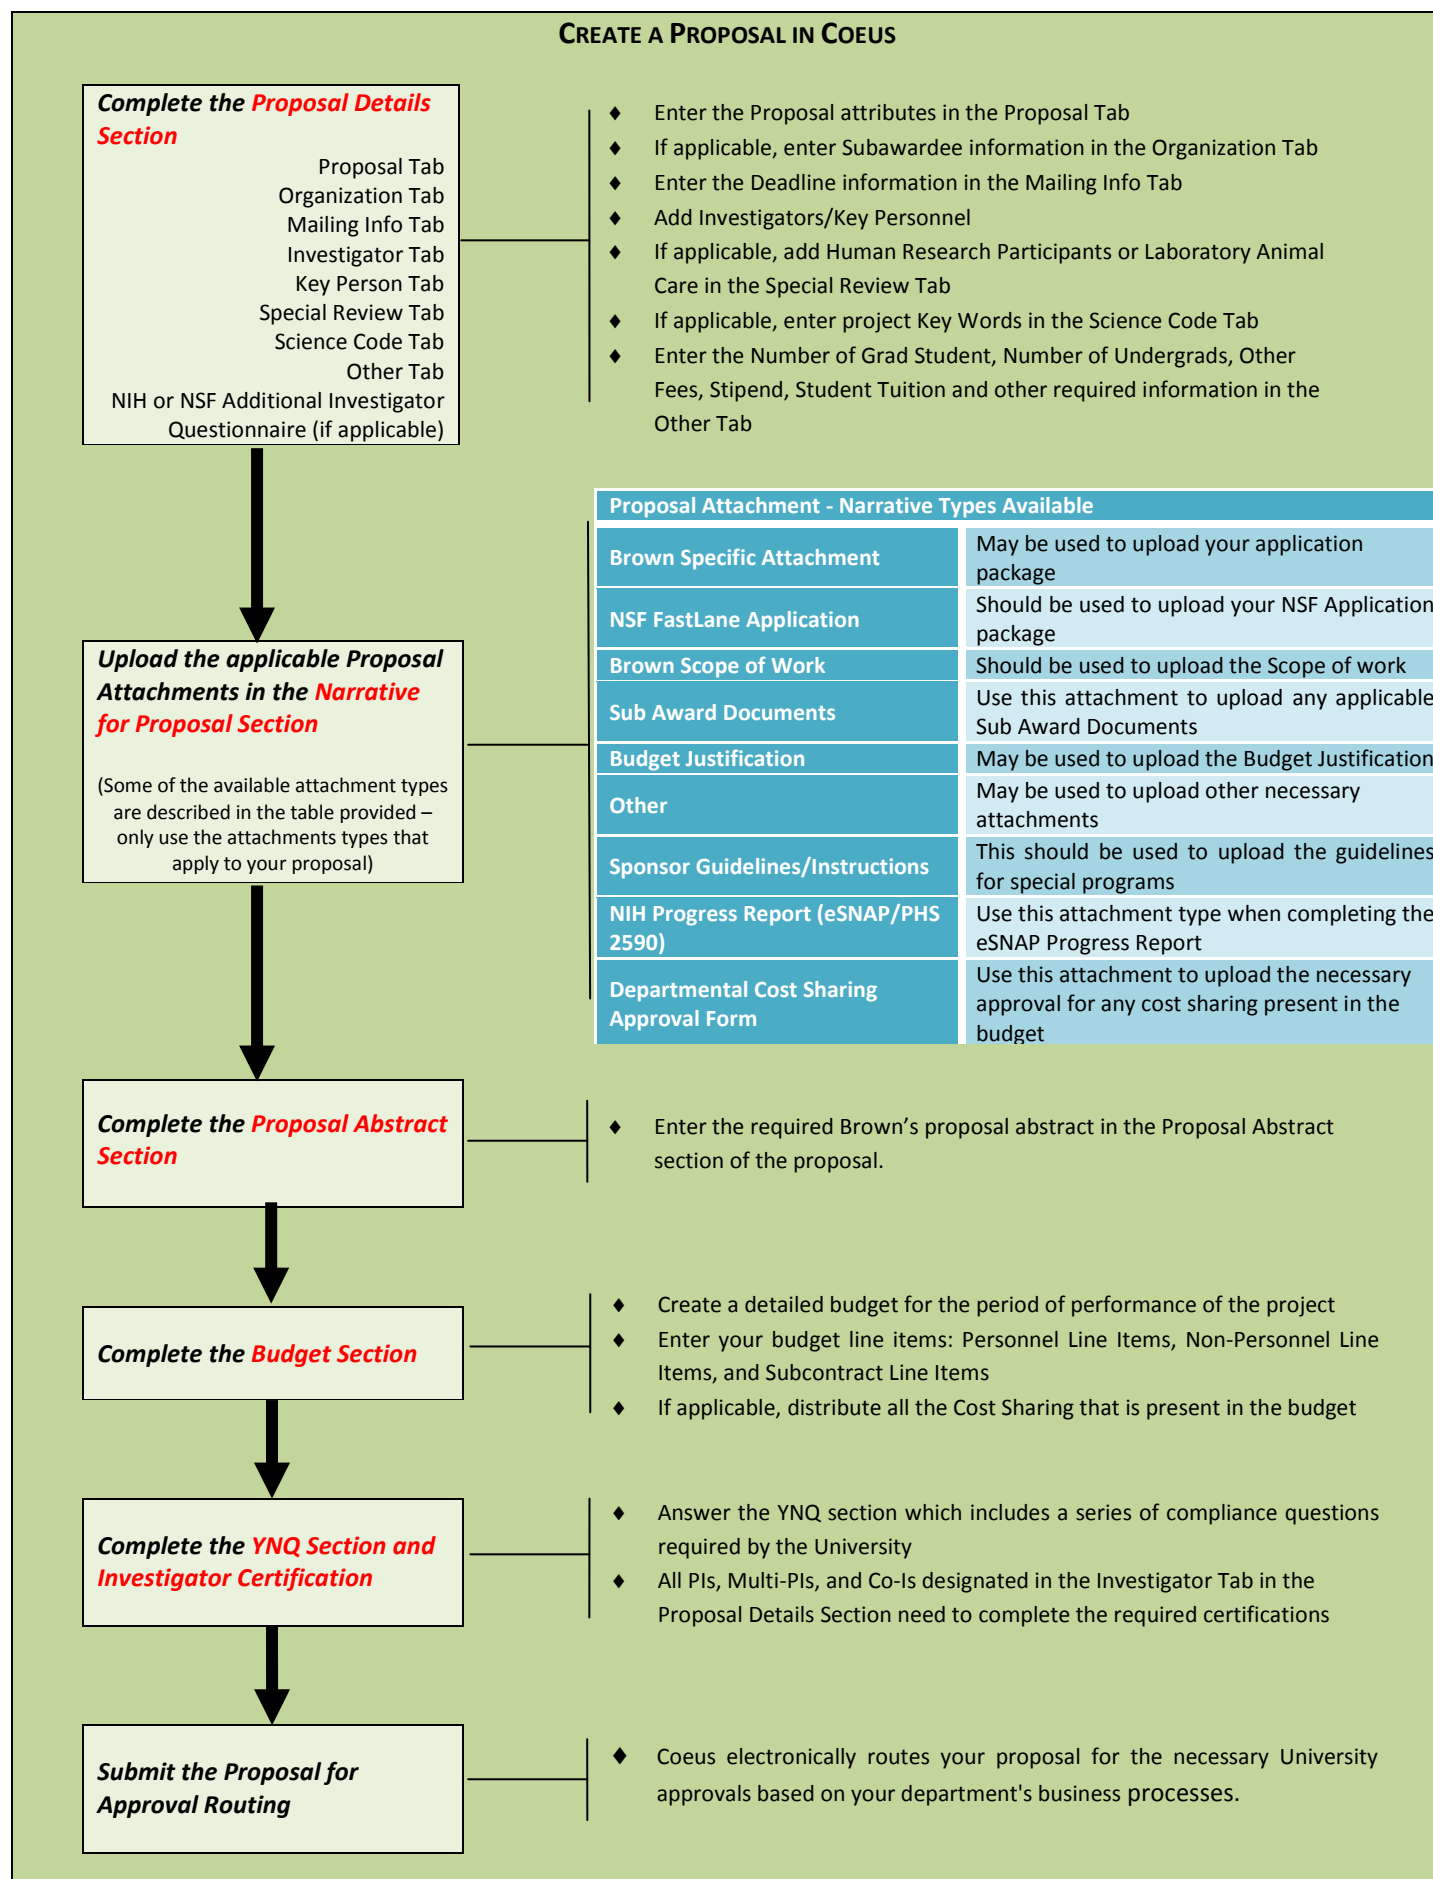 CREATE A PROPOSAL IN COEUS
Complete the Proposal Details
Section
Proposal Tab
Organization Tab
Mailing Info Tab
Investigator Tab
Key Person Tab
Special Review Tab
Science Code Tab
Other Tab
NIH or NSF Additional Investigator
Questionnaire (if applicable)
♦ Enter the Proposal attributes in the Proposal Tab
♦ If applicable, enter Subawardee information in the Organization Tab
♦ Enter the Deadline information in the Mailing Info Tab
♦ Add Investigators/Key Personnel
♦ If applicable, add Human Research Participants or Laboratory Animal
Care in the Special Review Tab
♦ If applicable, enter project Key Words in the Science Code Tab
♦ Enter the Number of Grad Student, Number of Undergrads, Other
Fees, Stipend, Student Tuition and other required information in the
Other Tab
Upload the applicable Proposal
Attachments in the Narrative
for Proposal Section
(Some of the available attachment types
are described in the table provided –
only use the attachments types that
apply to your proposal)
Proposal Attachment - Narrative Types Available
Brown Specific Attachment
May be used to upload your application
package
NSF FastLane Application
Should be used to upload your NSF Application
package
Brown Scope of Work
Should be used to upload the Scope of work
Sub Award Documents
Use this attachment to upload any applicable
Sub Award Documents
Budget Justification
May be used to upload the Budget Justification
Other
May be used to upload other necessary
attachments
Sponsor Guidelines/Instructions
This should be used to upload the guidelines
for special programs
NIH Progress Report (eSNAP/PHS
2590)
Use this attachment type when completing the
eSNAP Progress Report
Departmental Cost Sharing
Approval Form
Use this attachment to upload the necessary
approval for any cost sharing present in the
budget
Complete the Proposal Abstract
Section
♦ Enter the required Brown’s proposal abstract in the Proposal Abstract
section of the proposal.
Complete the Budget Section
♦ Create a detailed budget for the period of performance of the project
♦ Enter your budget line items: Personnel Line Items, Non-Personnel Line
Items, and Subcontract Line Items
♦ If applicable, distribute all the Cost Sharing that is present in the budget
Complete the YNQ Section and
Investigator Certification
♦ Answer the YNQ section which includes a series of compliance questions
required by the University
♦ All PIs, Multi-PIs, and Co-Is designated in the Investigator Tab in the
Proposal Details Section need to complete the required certifications
Submit the Proposal for
Approval Routing
♦ Coeus electronically routes your proposal for the necessary University
approvals based on your department's business processes.